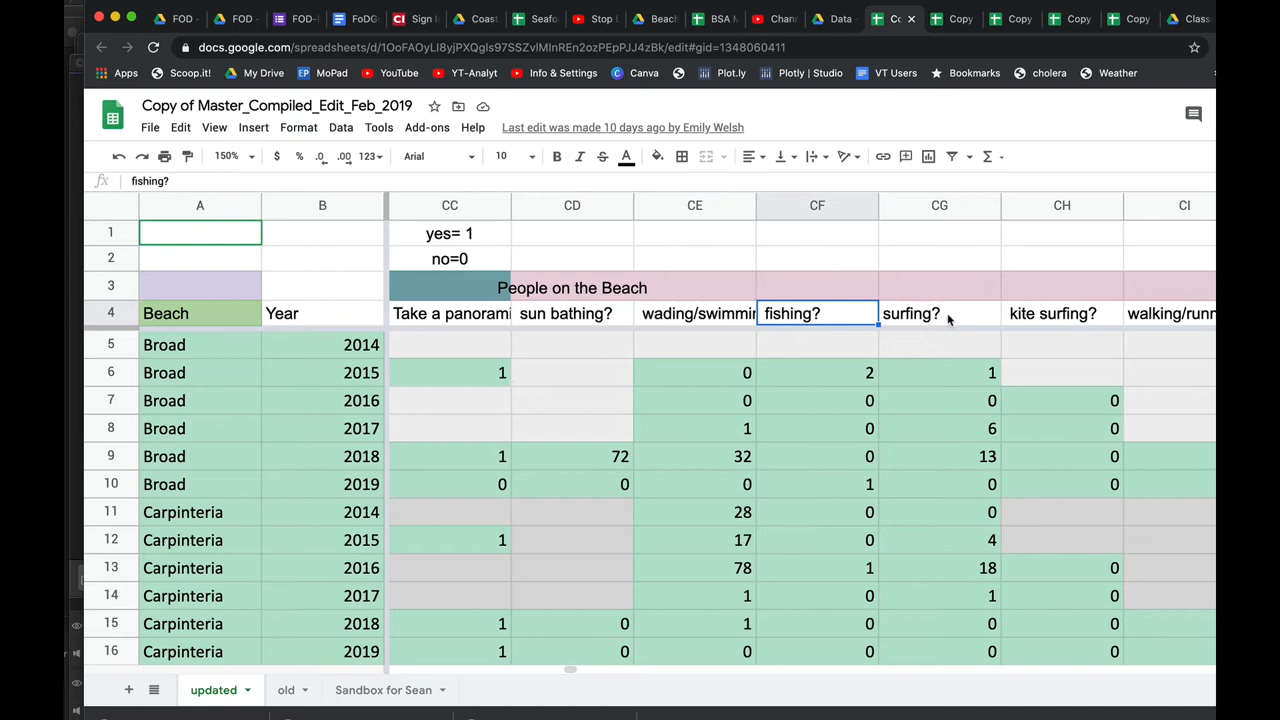 FOD - FOD - FOD-I FoDG Sign i Coast Seafo Stop l Beach BSA M Chann Data - Co Copy Copy Copy Copy Class
docs.google.com/spreadsheets/d/1OoFAOyLI8yjPXQgls97SSZvlMInREn2ozPEpPJJ4zBk/edit#gid=1348060411
Apps Scoop.it! My Drive EP MoPad YouTube YT-Analyt Info & Settings Canva Plot.ly Plotly | Studio VT Users Bookmarks cholera Weather
Copy of Master_Compiled_Edit_Feb_2019
File Edit View Insert Format Data Tools Add-ons Help Last edit was made 10 days ago by Emily Welsh
150% $ % .0 .00 123 Arial 10 B I S A
fx fishing?
A B CC CD CE CF CG CH CI
1 yes= 1
2 no=0
3 People on the Beach
4 Beach Year Take a panorami sun bathing? wading/swimmin fishing? surfing? kite surfing? walking/runn
5 Broad 2014
6 Broad 2015 1 0 2 1
7 Broad 2016 0 0 0 0
8 Broad 2017 1 0 6 0
9 Broad 2018 1 72 32 0 13 0
10 Broad 2019 0 0 0 1 0 0
11 Carpinteria 2014 28 0 0
12 Carpinteria 2015 1 17 0 4
13 Carpinteria 2016 78 1 18 0
14 Carpinteria 2017 1 0 1 0
15 Carpinteria 2018 1 0 1 0 0 0
16 Carpinteria 2019 1 0 0 0 0 0
updated old Sandbox for Sean